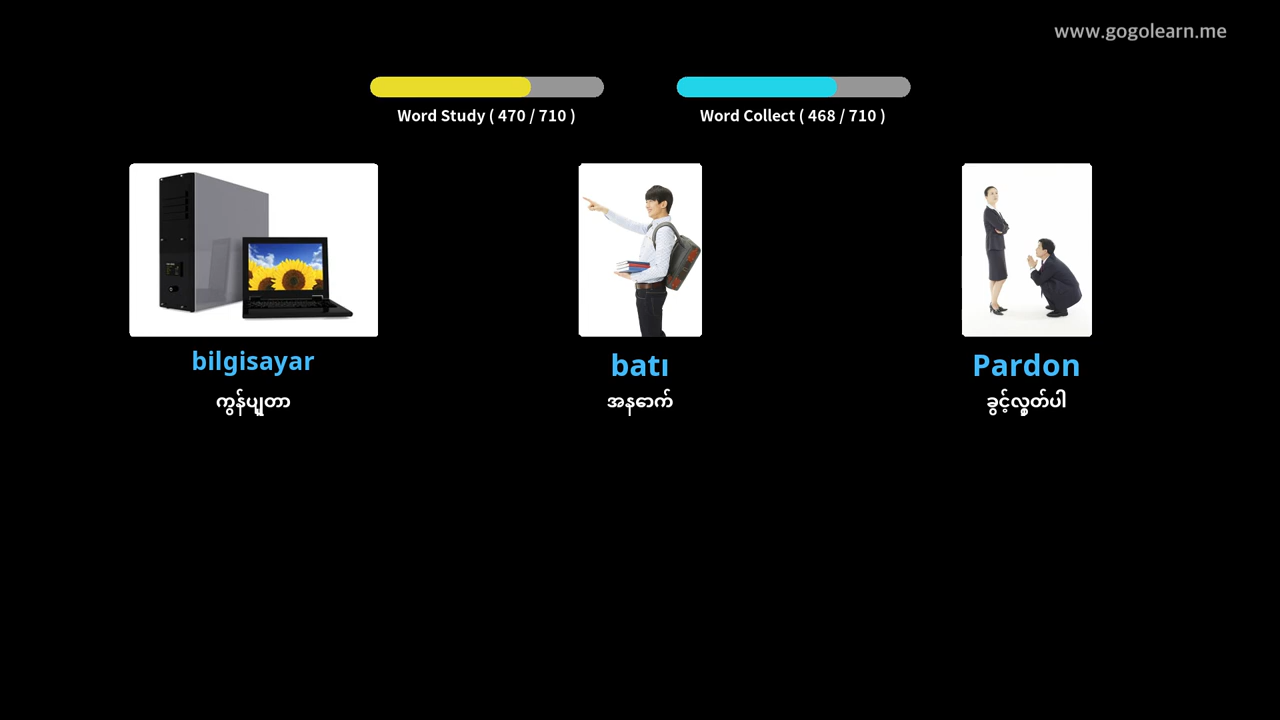 www.gogolearn.me
Word Study ( 470 / 710 )
Word Collect ( 468 / 710 )
bilgisayar
batı
Pardon
ကွန်ပျူတာ
အနောက်
ခွင့်လွှတ်ပါ